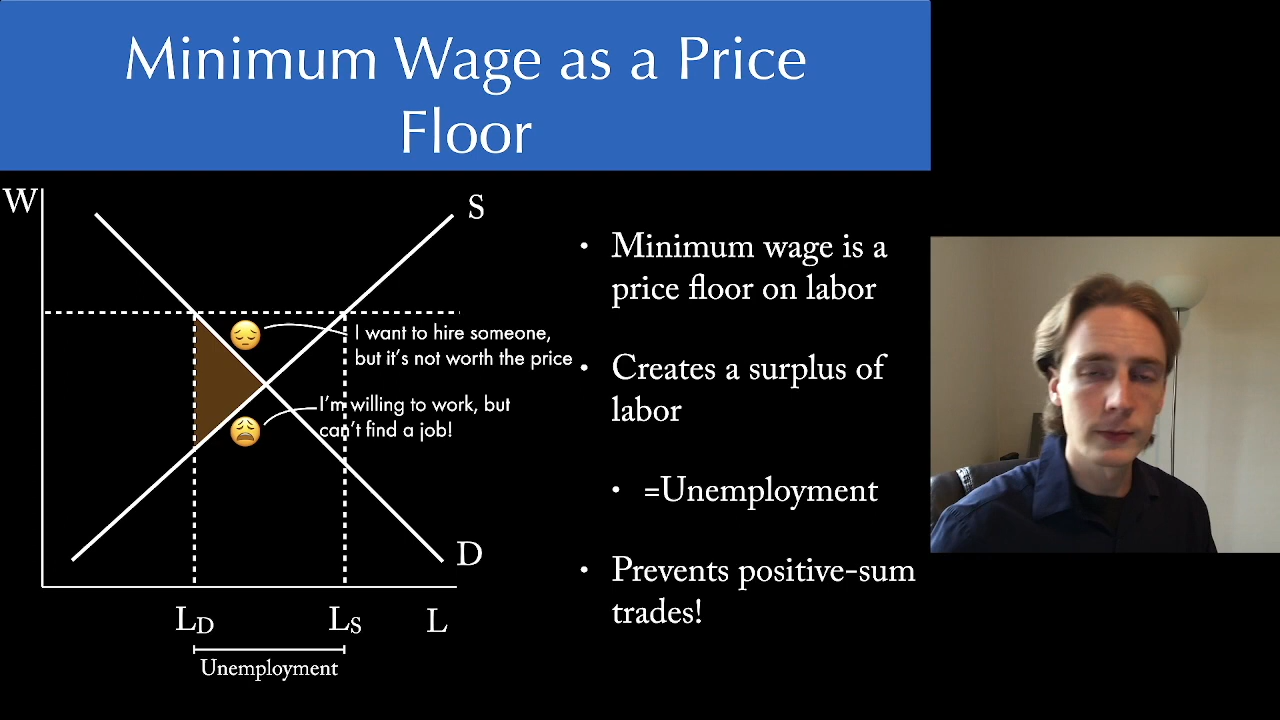 Minimum Wage as a Price
Floor
W
S
I want to hire someone,
but it's not worth the price
I'm willing to work, but
can't find a job!
D
LD
LS
L
Unemployment
• Minimum wage is a
price floor on labor
• Creates a surplus of
labor
• =Unemployment
• Prevents positive-sum
trades!